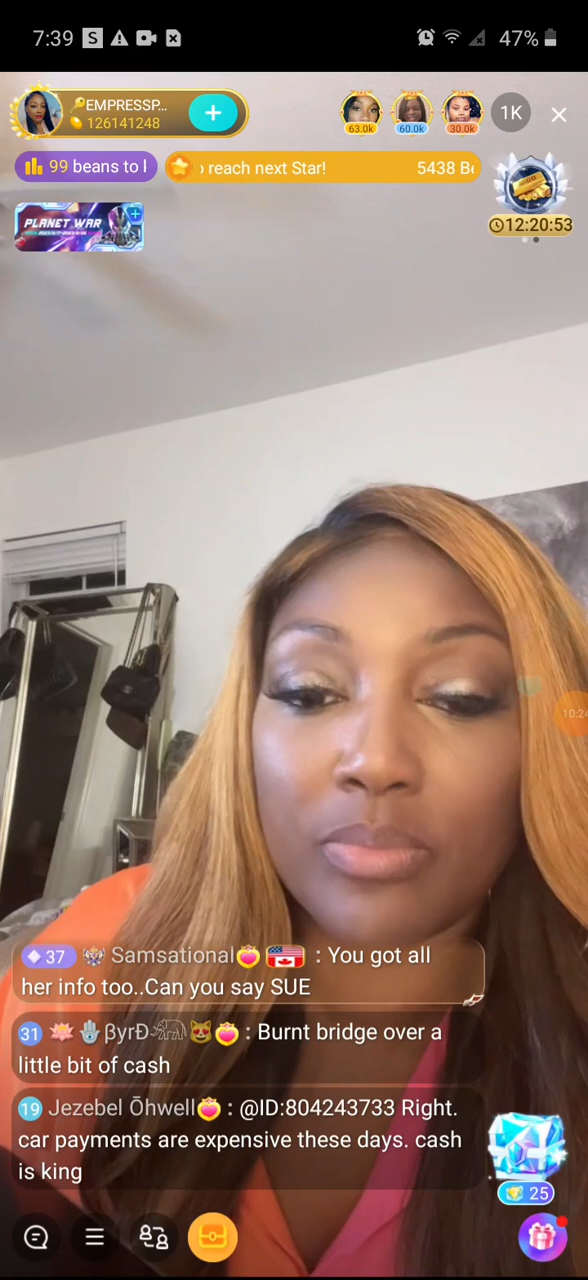 7:39 S 47%
🔑EMPRESSP...
126141248
63.0k 60.0k 30.0k 1K
99 beans to
reach next Star! 5438
PLANET WAR
12:20:53
10:24
37 Samsational : You got all
her info too..Can you say SUE
31 βyrĐ : Burnt bridge over a
little bit of cash
19 Jezebel Ōhwell : @ID:804243733 Right.
car payments are expensive these days. cash
is king
25